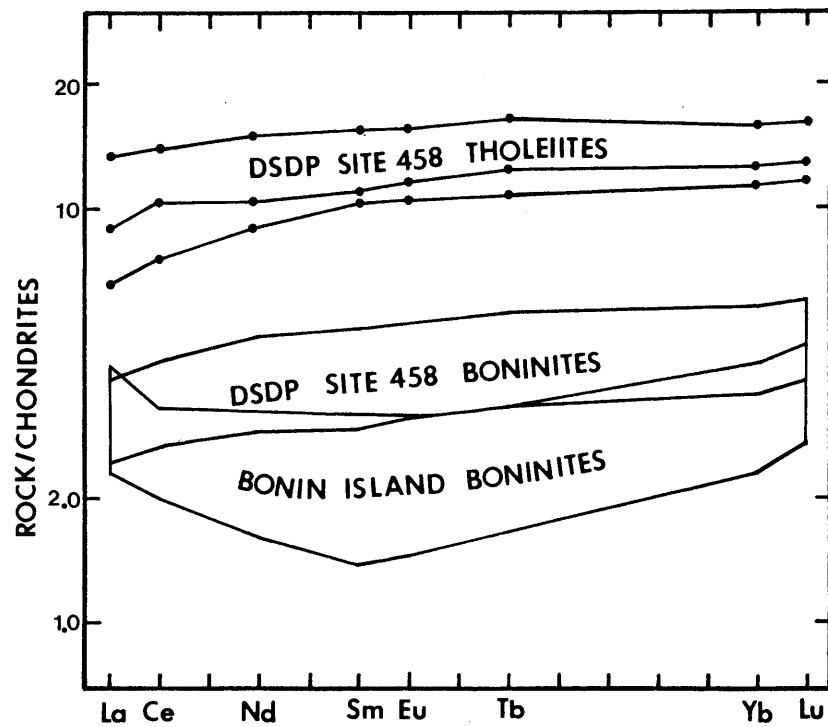 20
DSDP SITE 458 THOLEIITES
10
ROCK/CHONDRITES
DSDP SITE 458 BONINITES
BONIN ISLAND BONINITES
2.0
1.0
La Ce Nd Sm Eu Tb Yb Lu